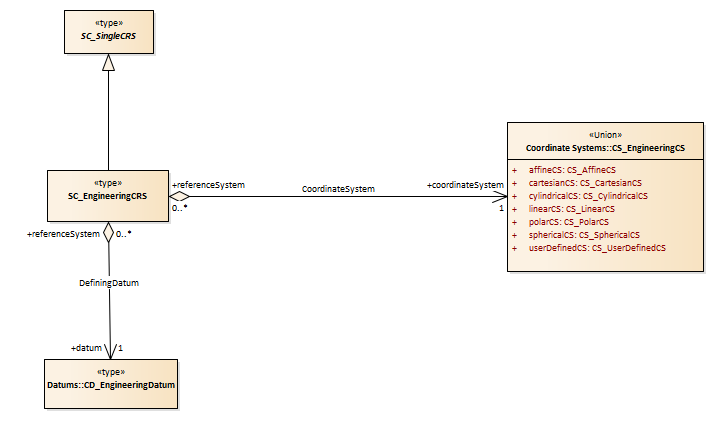 «type»
SC_SingleCRS
«Union»
Coordinate Systems::CS_EngineeringCS
+ affineCS: CS_AffineCS
+ cartesianCS: CS_CartesianCS
+ cylindricalCS: CS_CylindricalCS
+ linearCS: CS_LinearCS
+ polarCS: CS_PolarCS
+ sphericalCS: CS_SphericalCS
+ userDefinedCS: CS_UserDefinedCS
«type»
SC_EngineeringCRS
+referenceSystem
0..*
CoordinateSystem
+coordinateSystem
1
+referenceSystem
0..*
DefiningDatum
+datum
1
«type»
Datums::CD_EngineeringDatum